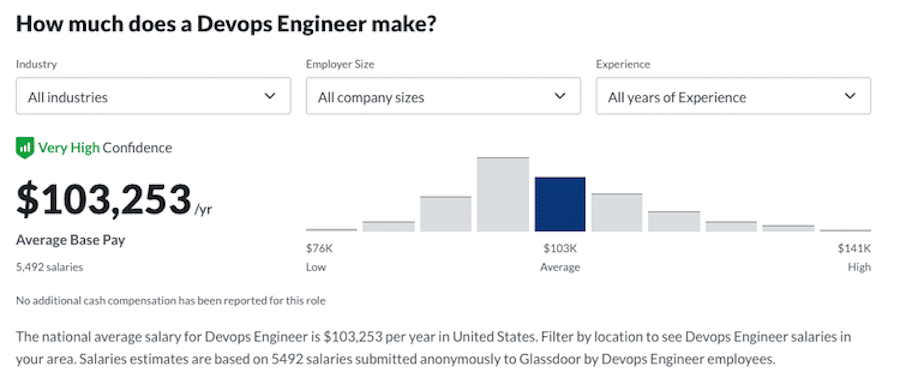 How much does a Devops Engineer make?
Industry
Employer Size
Experience
All industries
All company sizes
All years of Experience
Very High Confidence
$103,253 /yr
Average Base Pay
5,492 salaries
$76K
$103K
$141K
Low
Average
High
No additional cash compensation has been reported for this role
The national average salary for Devops Engineer is $103,253 per year in United States. Filter by location to see Devops Engineer salaries in
your area. Salaries estimates are based on 5492 salaries submitted anonymously to Glassdoor by Devops Engineer employees.